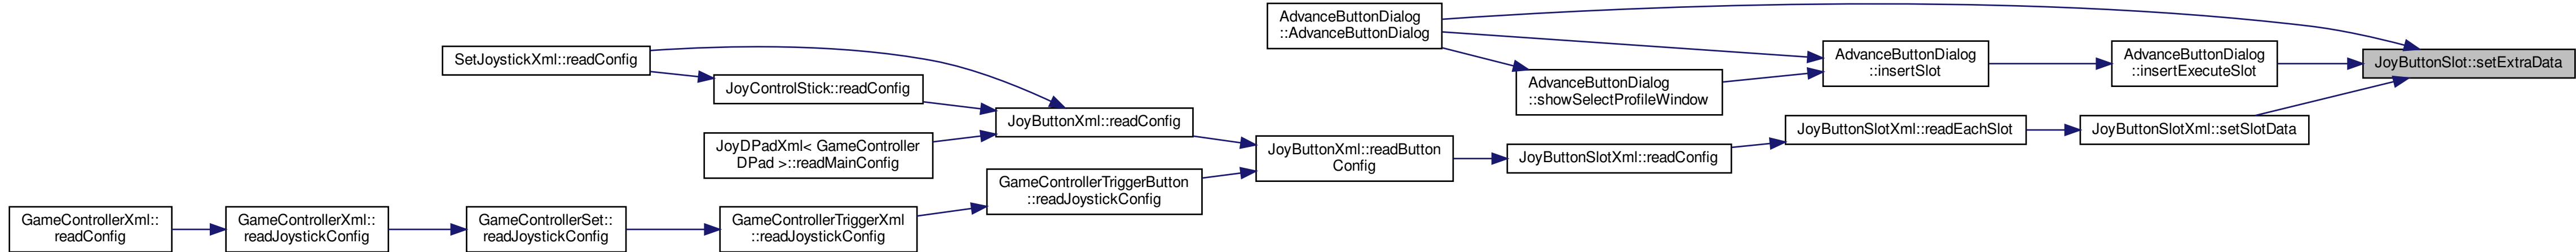 AdvanceButtonDialog
::AdvanceButtonDialog
SetJoystickXml::readConfig
AdvanceButtonDialog
::insertSlot
AdvanceButtonDialog
::insertExecuteSlot
JoyButtonSlot::setExtraData
JoyControlStick::readConfig
AdvanceButtonDialog
::showSelectProfileWindow
JoyButtonXml::readConfig
JoyButtonSlotXml::readEachSlot
JoyButtonSlotXml::setSlotData
JoyDPadXml< GameController
DPad >::readMainConfig
JoyButtonXml::readButton
Config
JoyButtonSlotXml::readConfig
GameControllerTriggerButton
::readJoystickConfig
GameControllerXml::
readConfig
GameControllerXml::
readJoystickConfig
GameControllerSet::
readJoystickConfig
GameControllerTriggerXml
::readJoystickConfig